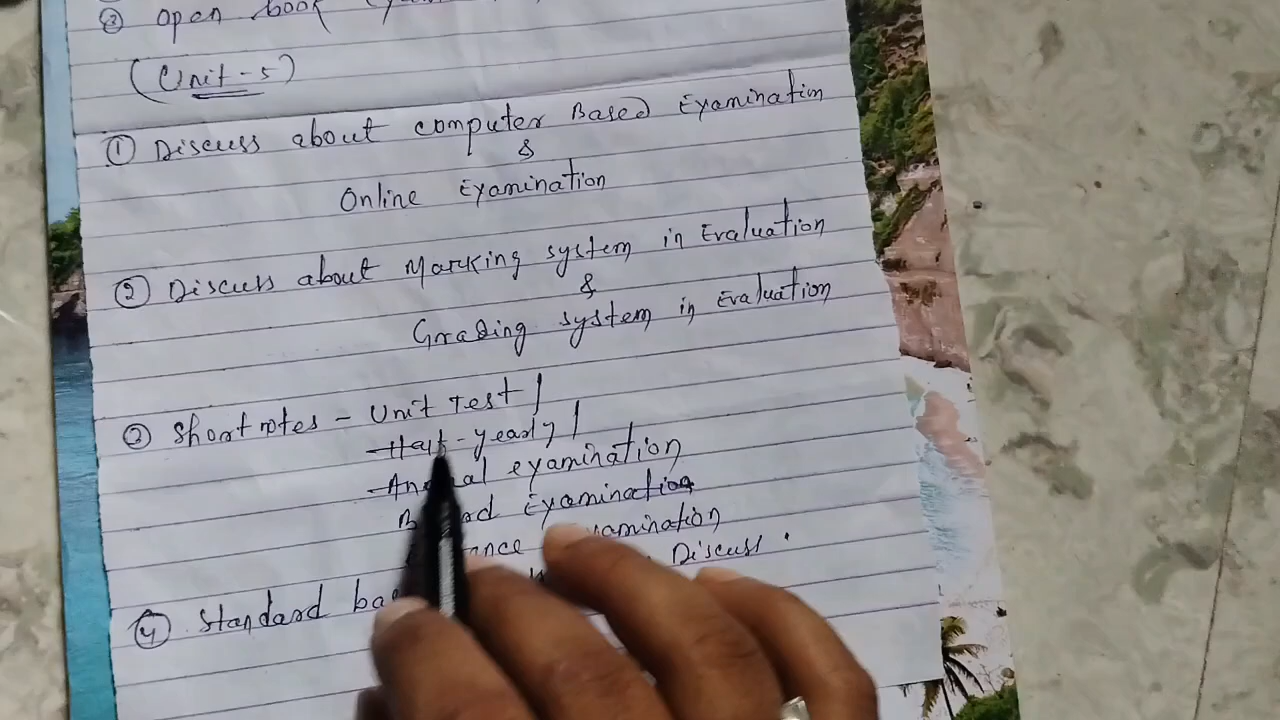 ③ open book
(Unit-5)
① Discuss about computer Based Examination
&
Online Examination
② Discuss about Marking system in Evaluation
&
Grading system in Evaluation
③ Short notes - Unit Test /
- Half-yearly /
- Annual examination
Board Examination
Examination
④ Standard Discuss.